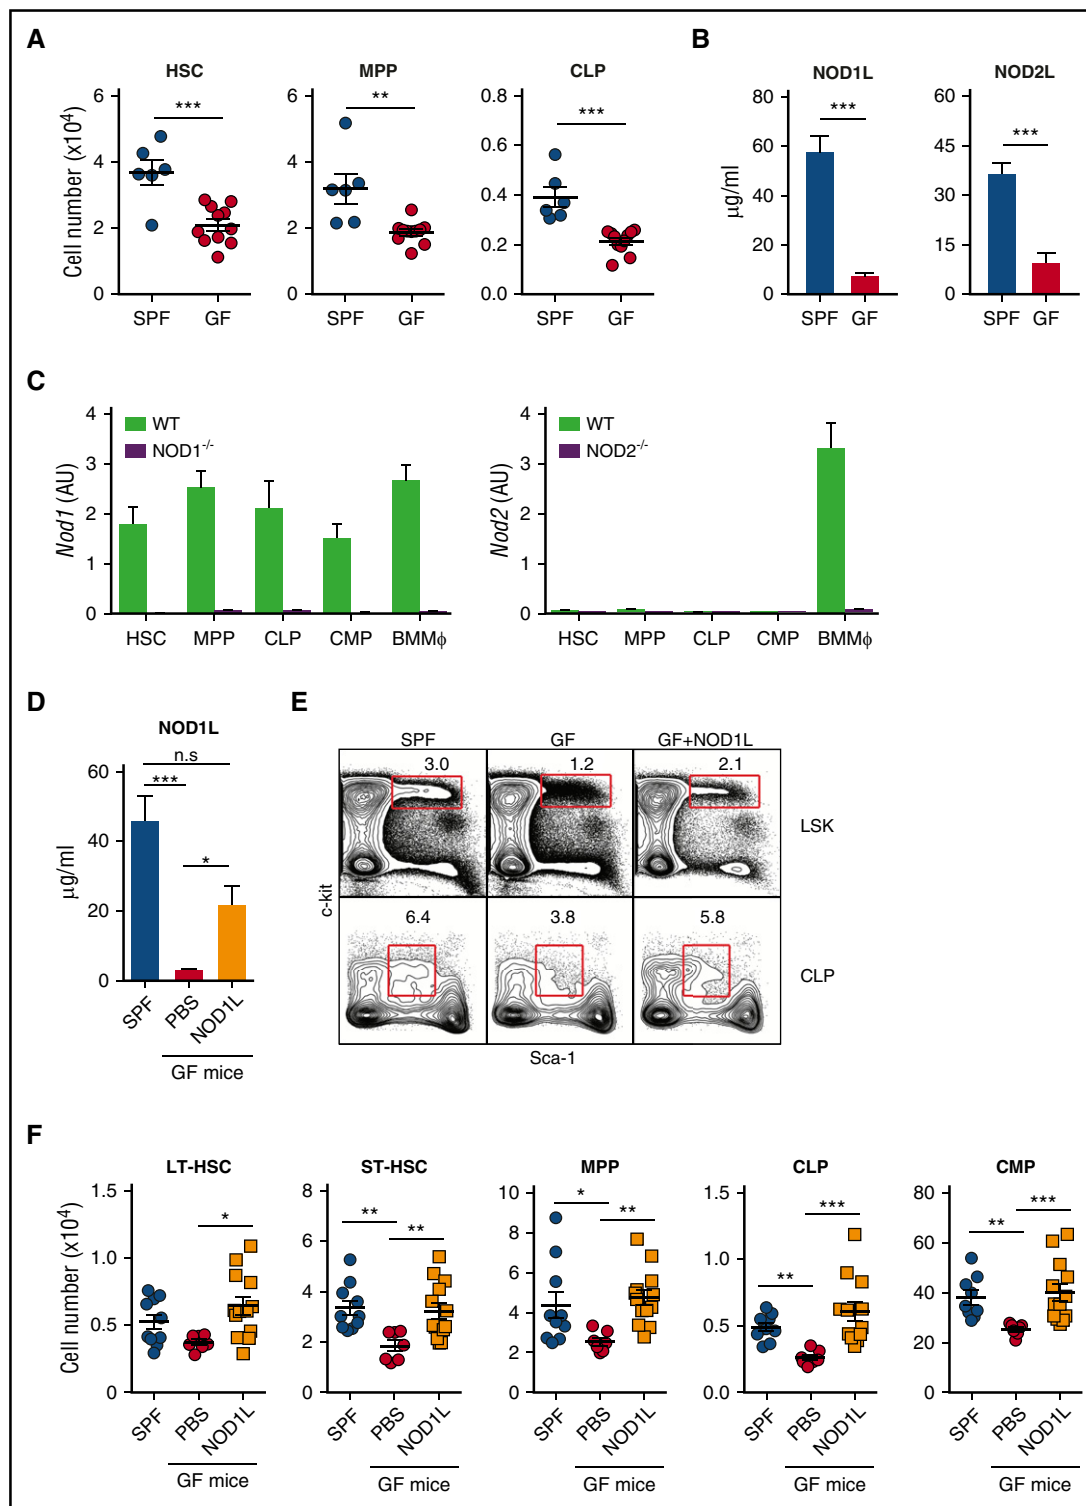 A
HSC
MPP
CLP
Cell number (x10⁴)
6
4
2
0
***
SPF
GF
6
4
2
0
**
SPF
GF
0.8
0.6
0.4
0.2
0.0
***
SPF
GF
B
NOD1L
NOD2L
µg/ml
80
60
40
20
0
***
SPF
GF
60
45
30
15
0
***
SPF
GF
C
Nod1 (AU)
4
3
2
1
0
WT
NOD1⁻/⁻
HSC
MPP
CLP
CMP
BMMϕ
Nod2 (AU)
4
3
2
1
0
WT
NOD2⁻/⁻
HSC
MPP
CLP
CMP
BMMϕ
D
NOD1L
n.s
***
*
µg/ml
60
40
20
0
SPF
PBS
NOD1L
GF mice
E
SPF
GF
GF+NOD1L
3.0
1.2
2.1
LSK
c-kit
6.4
3.8
5.8
CLP
Sca-1
F
LT-HSC
ST-HSC
MPP
CLP
CMP
Cell number (x10⁴)
1.5
1.0
0.5
0
*
SPF
PBS
NOD1L
GF mice
8
6
4
2
0
**
**
SPF
PBS
NOD1L
GF mice
10
8
6
4
2
0
*
**
SPF
PBS
NOD1L
GF mice
1.5
1.0
0.5
0.0
***
**
SPF
PBS
NOD1L
GF mice
80
60
40
20
0
***
**
SPF
PBS
NOD1L
GF mice